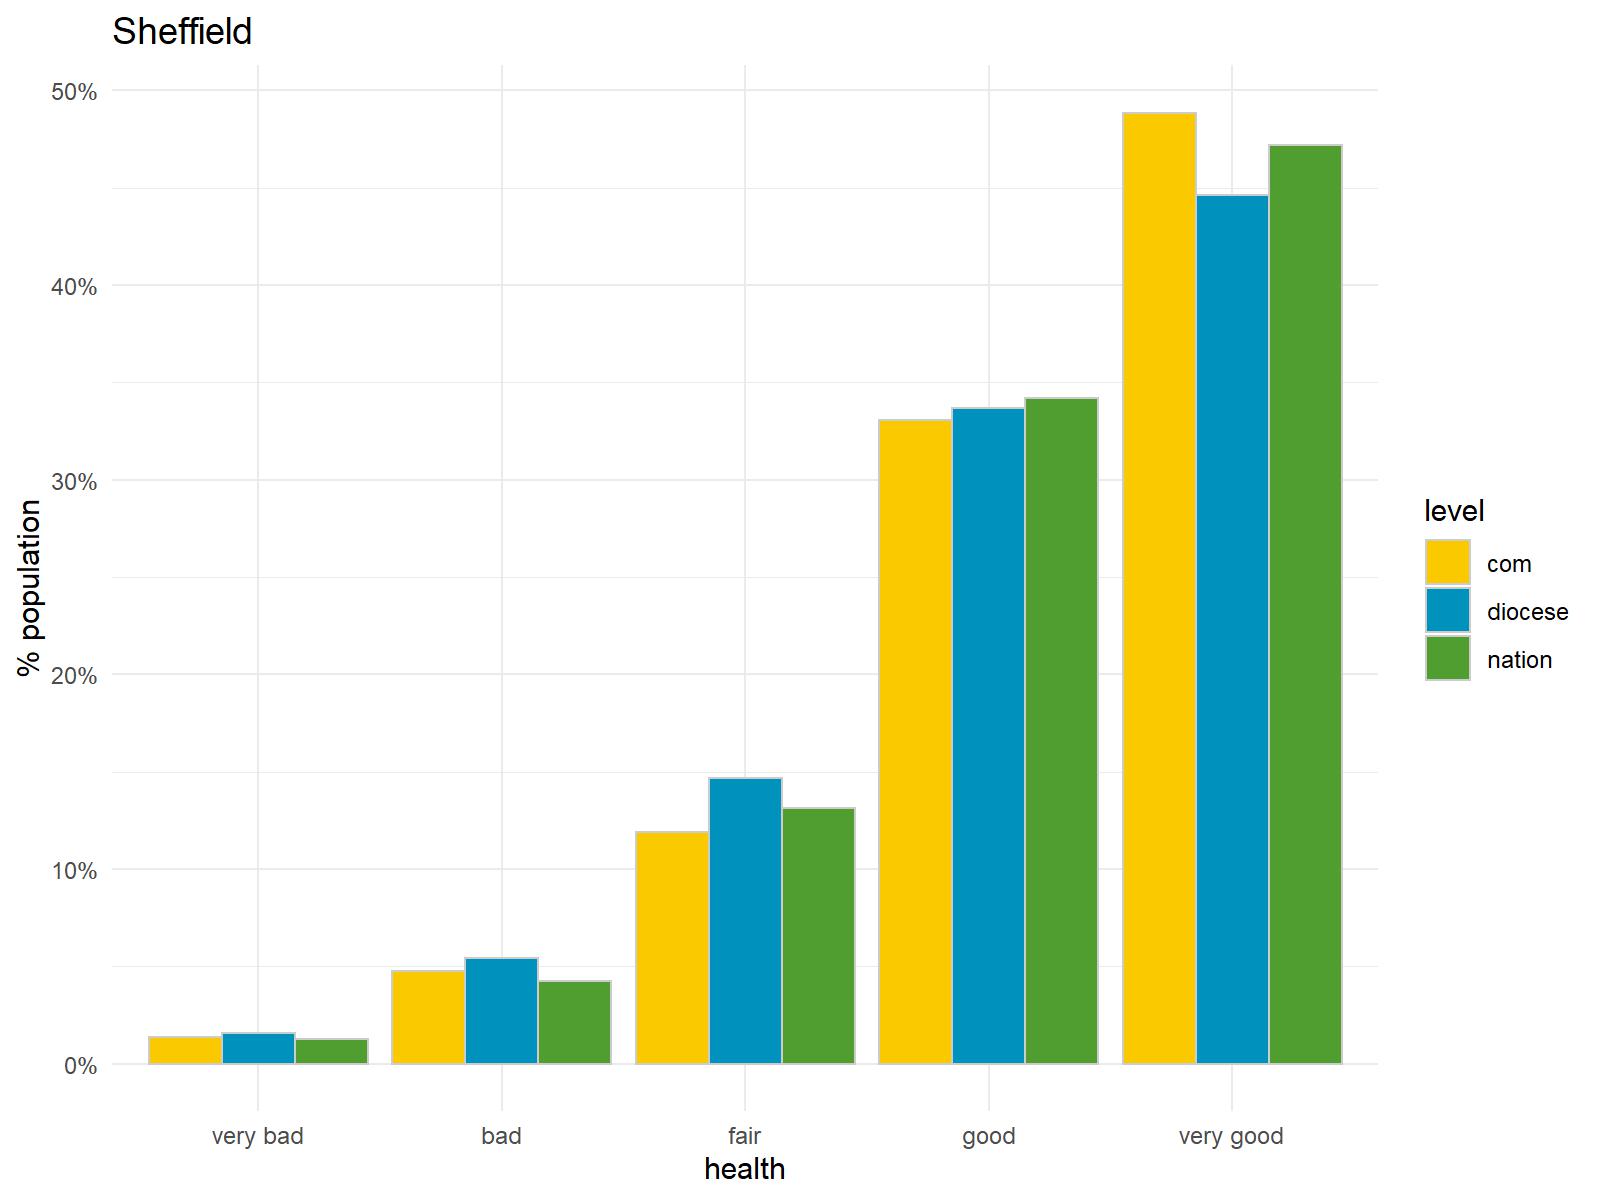 Sheffield
50%
40%
30%
20%
10%
0%
% population
very bad
bad
fair
good
very good
health
level
com
diocese
nation